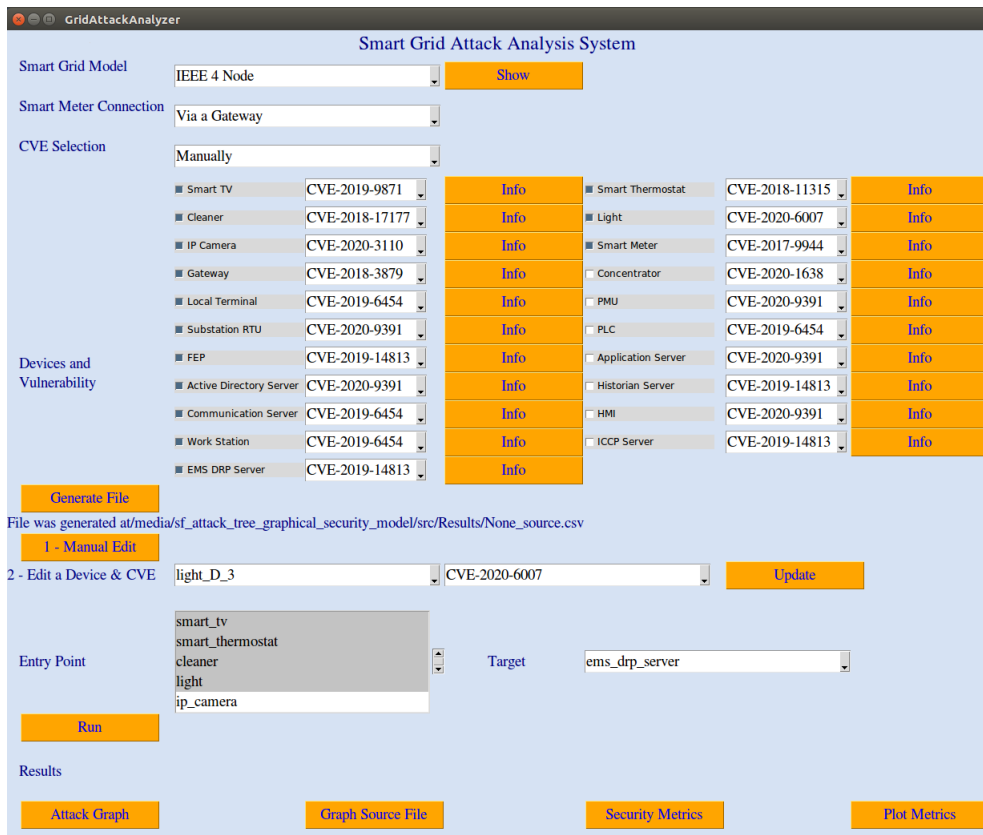 GridAttackAnalyzer
Smart Grid Attack Analysis System
Smart Grid Model IEEE 4 Node Show
Smart Meter Connection Via a Gateway
CVE Selection Manually
Smart TV CVE-2019-9871 Info Smart Thermostat CVE-2018-11315 Info
Cleaner CVE-2018-17177 Info Light CVE-2020-6007 Info
IP Camera CVE-2020-3110 Info Smart Meter CVE-2017-9944 Info
Gateway CVE-2018-3879 Info Concentrator CVE-2020-1638 Info
Local Terminal CVE-2019-6454 Info PMU CVE-2020-9391 Info
Substation RTU CVE-2020-9391 Info PLC CVE-2019-6454 Info
Devices and
Vulnerability
FEP CVE-2019-14813 Info Application Server CVE-2020-9391 Info
Active Directory Server CVE-2020-9391 Info Historian Server CVE-2019-14813 Info
Communication Server CVE-2019-6454 Info HMI CVE-2020-9391 Info
Work Station CVE-2019-6454 Info ICCP Server CVE-2019-14813 Info
EMS DRP Server CVE-2019-14813 Info
Generate File
File was generated at/media/sf_attack_tree_graphical_security_model/src/Results/None_source.csv
1 - Manual Edit
2 - Edit a Device & CVE light_D_3 CVE-2020-6007 Update
smart_tv
smart_thermostat
Entry Point cleaner Target ems_drp_server
light
ip_camera
Run
Results
Attack Graph Graph Source File Security Metrics Plot Metrics